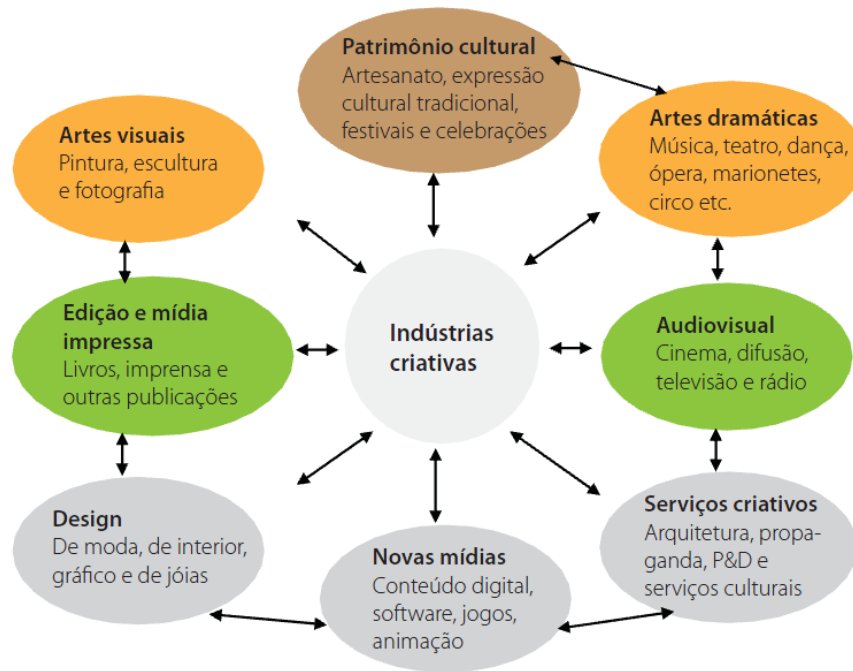 Patrimônio cultural
Artesanato, expressão
cultural tradicional,
festivais e celebrações
Artes visuais
Pintura, escultura
e fotografia
Artes dramáticas
Música, teatro, dança,
ópera, marionetes,
circo etc.
Edição e mídia
impressa
Livros, imprensa e
outras publicações
Indústrias
criativas
Audiovisual
Cinema, difusão,
televisão e rádio
Design
De moda, de interior,
gráfico e de jóias
Novas mídias
Conteúdo digital,
software, jogos,
animação
Serviços criativos
Arquitetura, propa-
ganda, P&D e
serviços culturais